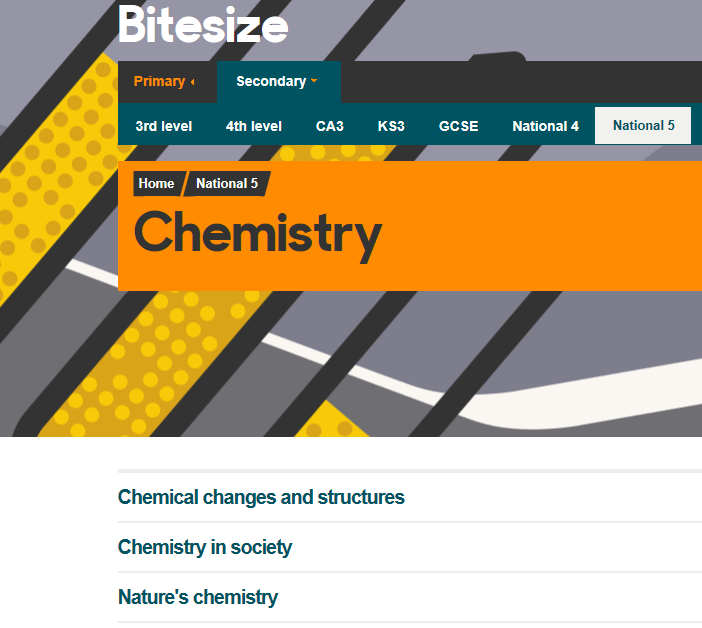 Bitesize
Primary Secondary
3rd level 4th level CA3 KS3 GCSE National 4 National 5
Home National 5
Chemistry
Chemical changes and structures
Chemistry in society
Nature's chemistry